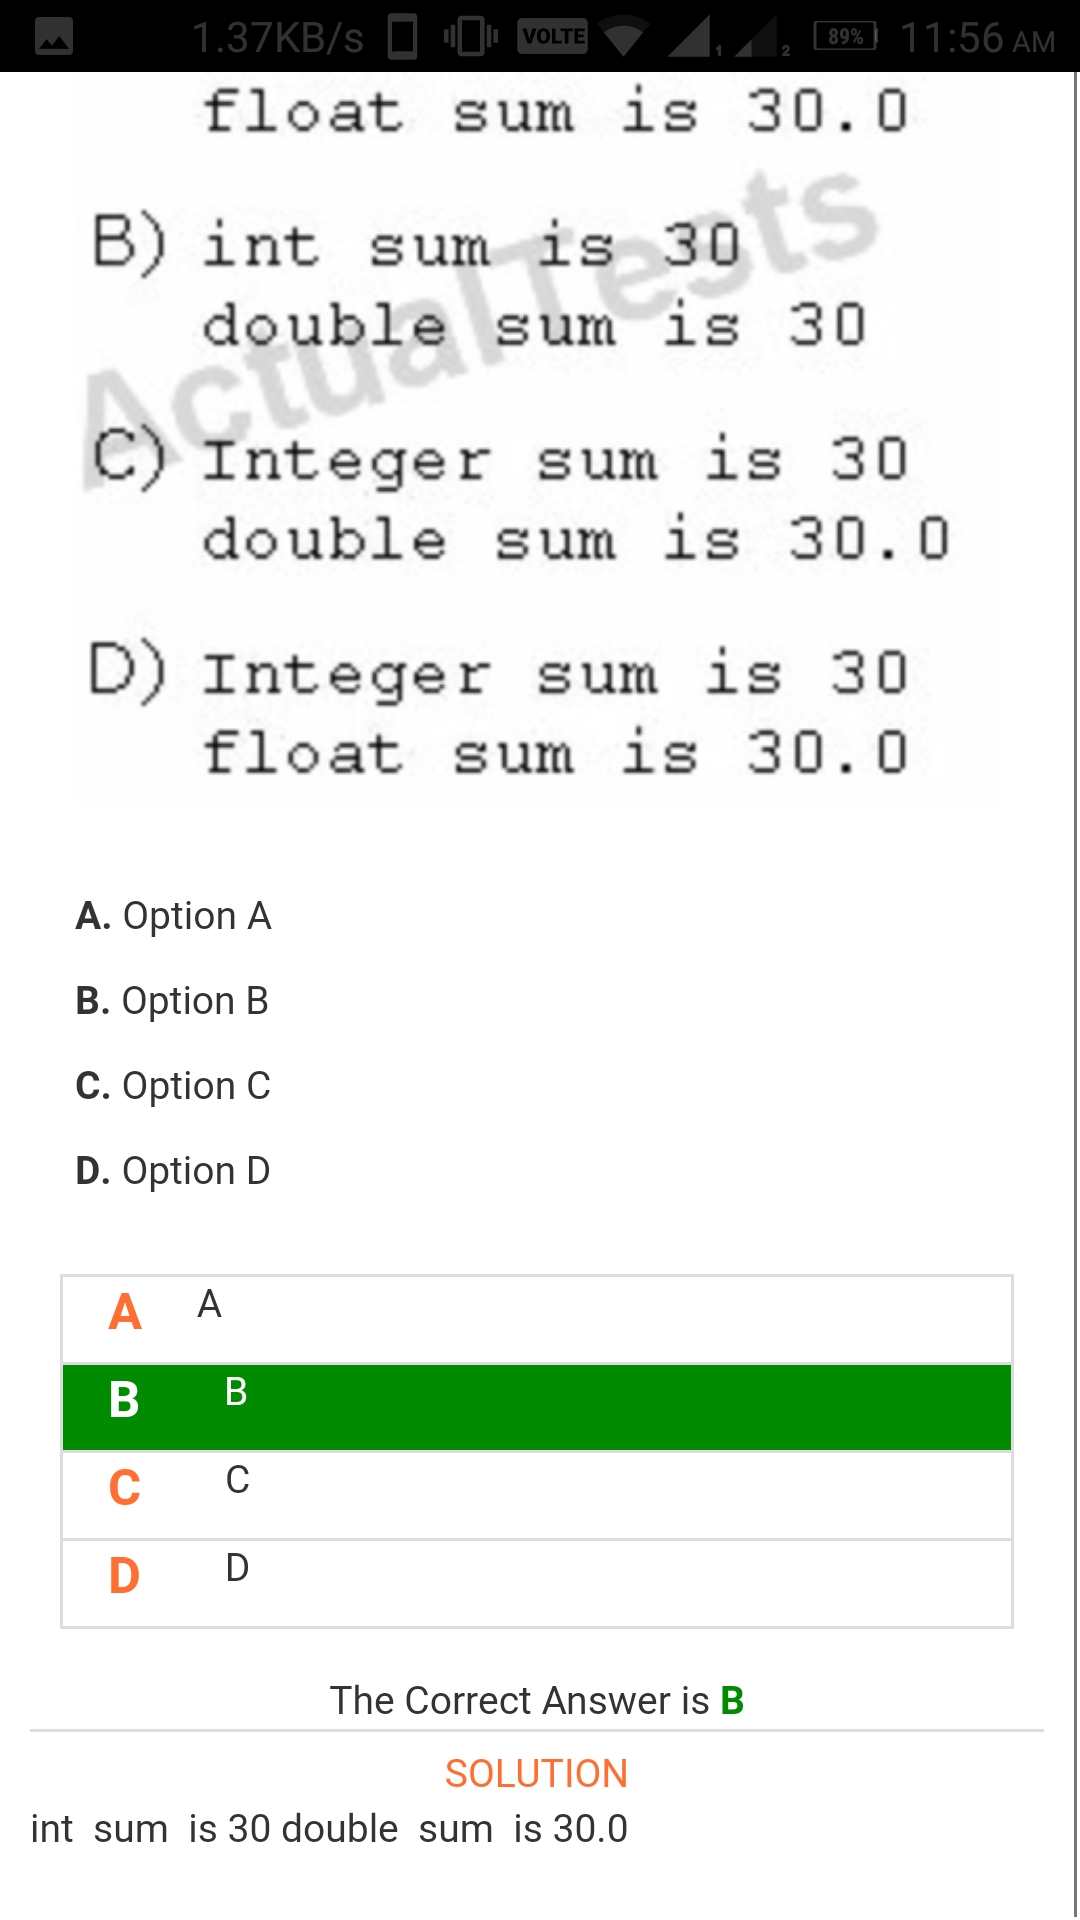 1.37KB/s VOLTE 1 2 89% 11:56 AM
float sum is 30.0
B) int sum is 30
double sum is 30
ActualTests
C) Integer sum is 30
double sum is 30.0
D) Integer sum is 30
float sum is 30.0
A. Option A
B. Option B
C. Option C
D. Option D
A A
B B
C C
D D
The Correct Answer is B
SOLUTION
int sum is 30 double sum is 30.0